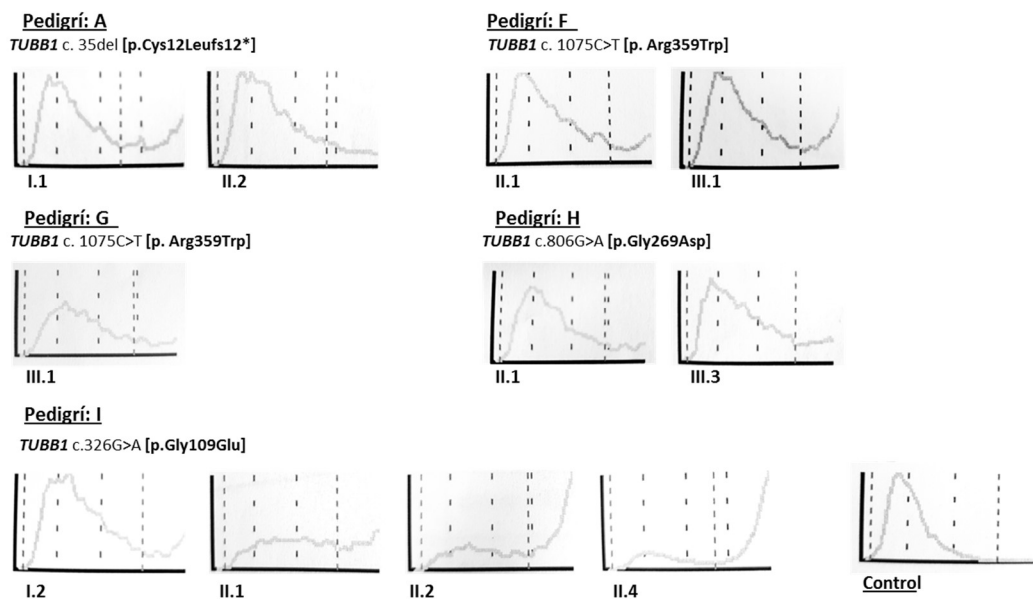 Pedigrí: A
TUBB1 c. 35del [p.Cys12Leufs12*]
I.1
II.2
Pedigrí: F
TUBB1 c. 1075C>T [p. Arg359Trp]
II.1
III.1
Pedigrí: G
TUBB1 c. 1075C>T [p. Arg359Trp]
III.1
Pedigrí: H
TUBB1 c.806G>A [p.Gly269Asp]
II.1
III.3
Pedigrí: I
TUBB1 c.326G>A [p.Gly109Glu]
I.2
II.1
II.2
II.4
Control